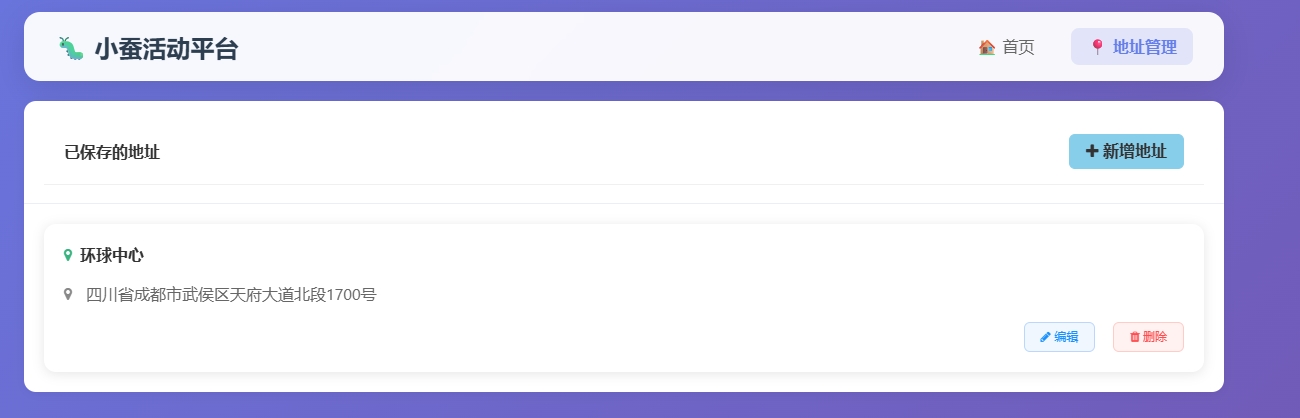 小蚕活动平台
首页
地址管理
已保存的地址
新增地址
环球中心
四川省成都市武侯区天府大道北段1700号
编辑
删除